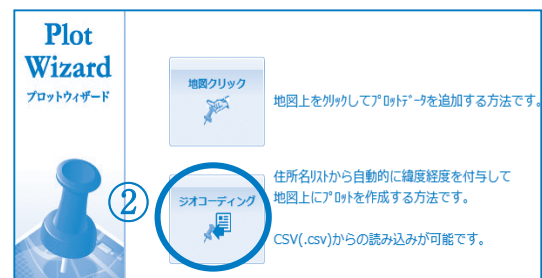 Plot
Wizard
プロットウィザード
地図クリック
地図上をｸﾘｯｸしてﾌﾟﾛｯﾄﾃﾞｰﾀを追加する方法です。
②
ジオコーディング
住所名ﾘｽﾄから自動的に緯度経度を付与して
地図上にﾌﾟﾛｯﾄを作成する方法です。
CSV(.csv)からの読み込みが可能です。